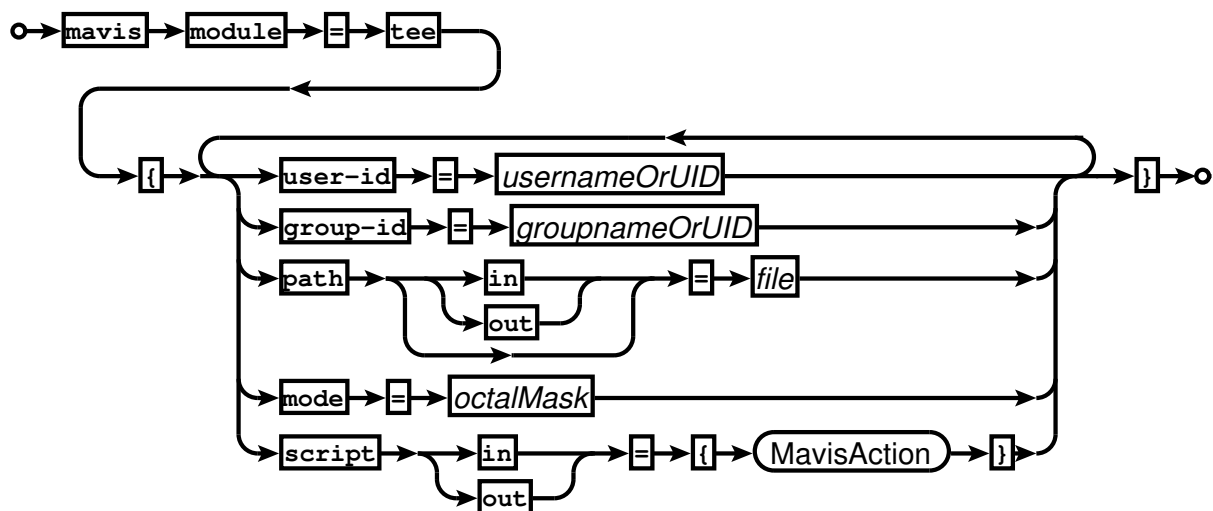 mavis module = tee
{ user-id = usernameOrUID }
group-id = groupnameOrUID
path in = file
out
mode = octalMask
script in = { MavisAction }
out